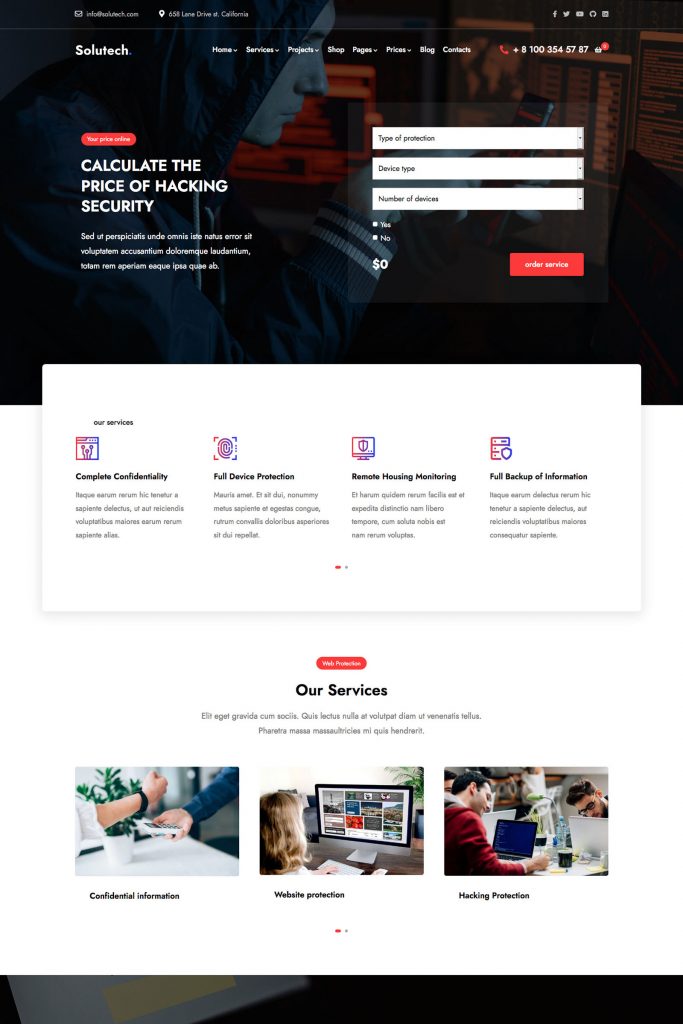 info@solutech.com
658 Lane Drive st. California
Solutech.
Home
Services
Projects
Shop
Pages
Prices
Blog
Contacts
+ 8 100 354 57 87
0
Your price online
CALCULATE THE
PRICE OF HACKING
SECURITY
Sed ut perspiciatis unde omnis iste natus error sit
voluptatem accusantium doloremque laudantium,
totam rem aperiam eaque ipsa quae ab.
Type of protection
Device type
Number of devices
Yes
No
$0
order service
our services
Complete Confidentiality
Itaque earum rerum hic tenetur a
sapiente delectus, ut aut reiciendis
voluptatibus maiores earum rerum
sapiente alias.
Full Device Protection
Mauris amet. Et sit dui, nonummy
metus sapiente et egestas congue,
rutrum convallis doloribus asperiores
sit dui repellat.
Remote Housing Monitoring
Et harum quidem rerum facilis est et
expedita distinctio nam libero
tempore, cum soluta nobis est
nam rerum voluptas.
Full Backup of Information
Itaque earum delectus rerum hic
tenetur a sapiente delectus, aut
reiciendis voluptatibus maiores
consequatur sapiente.
Web Protection
Our Services
Elit eget gravida cum sociis. Quis lectus nulla at volutpat diam ut venenatis tellus.
Pharetra massa massaultricies mi quis hendrerit.
Confidential information
Website protection
Hacking Protection